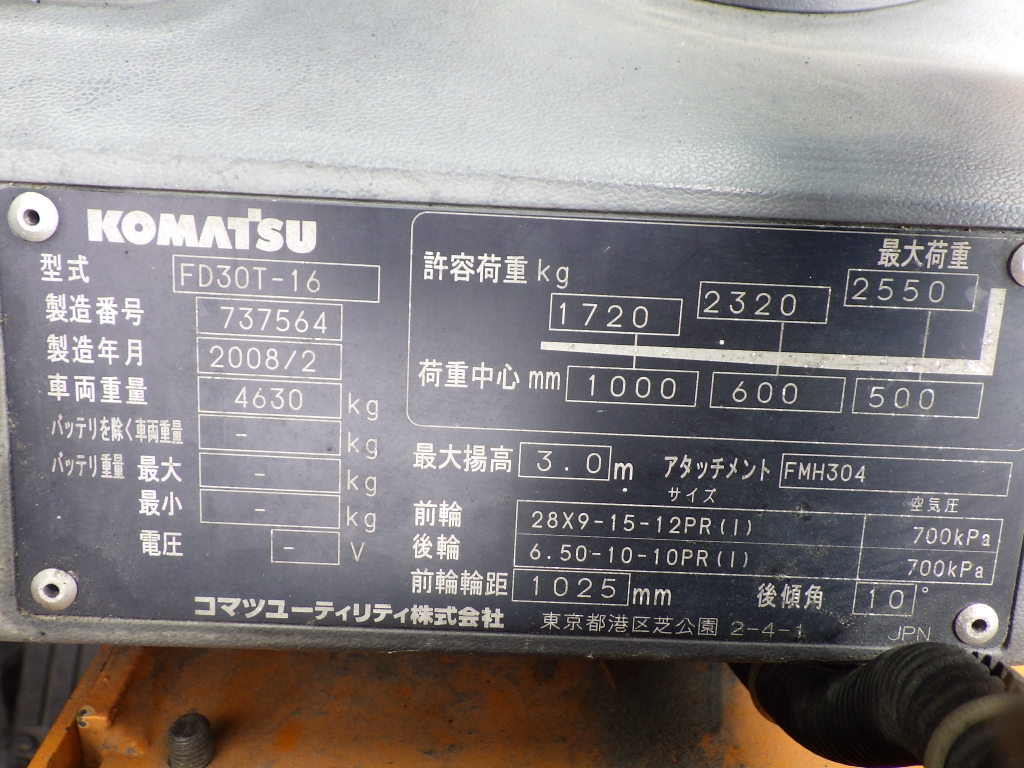 KOMATSU
型式 FD30T-16
製造番号 737564
製造年月 2008/2
車両重量 4630 kg
バッテリを除く車両重量 - kg
バッテリ重量 最大 - kg
最小 - kg
電圧 - V
最大荷重
許容荷重 kg 1720 2320 2550
荷重中心 mm 1000 600 500
最大揚高 3.0 m アタッチメント FMH304
サイズ 空気圧
前輪 28X9-15-12PR(I) 700kPa
後輪 6.50-10-10PR(I) 700kPa
前輪輪距 1025 mm 後傾角 10°
コマツユーティリティ株式会社 東京都港区芝公園 2-4-1 JPN